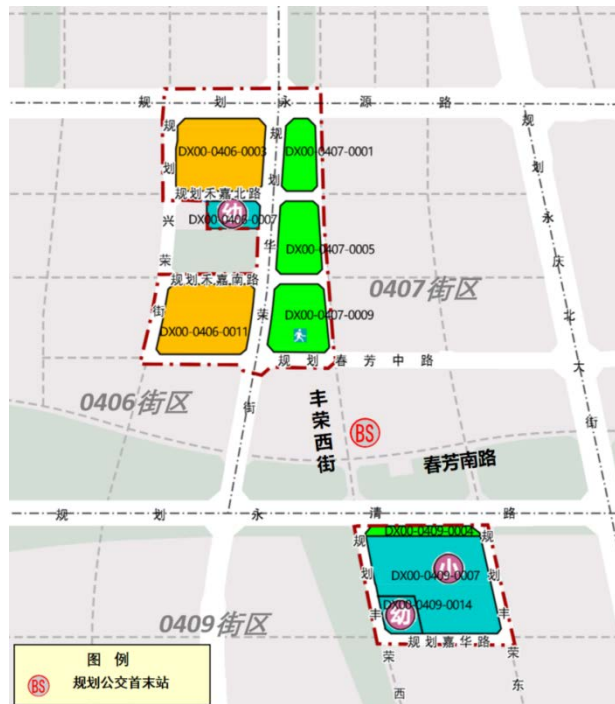 规划永源路
规划兴荣街
规划华荣街
规划永庆北大街
DX00-0406-0003
DX00-0407-0001
规划禾嘉北路
幼
DX00-0406-0007
DX00-0407-0005
规划禾嘉南路
0407街区
DX00-0406-0011
DX00-0407-0009
规划春芳中路
0406街区
丰荣西街
BS
春芳南路
规划永清路
DX00-0409-0004
规划丰荣西
规划丰荣东
小
DX00-0409-0007
DX00-0409-0014
幼
0409街区
规划嘉华路
图 例
BS 规划公交首末站